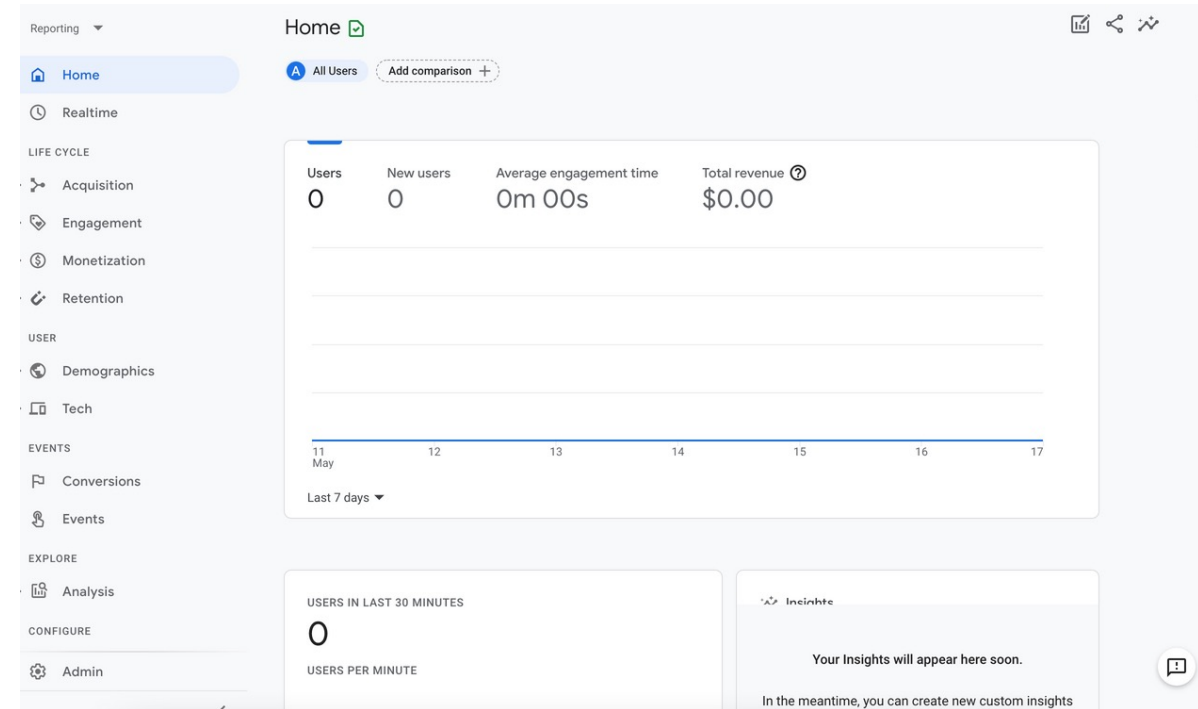 Reporting
Home
Realtime
LIFE CYCLE
Acquisition
Engagement
Monetization
Retention
USER
Demographics
Tech
EVENTS
Conversions
Events
EXPLORE
Analysis
CONFIGURE
Admin
Home
A All Users Add comparison +
Users New users Average engagement time Total revenue ?
0 0 0m 00s $0.00
11 12 13 14 15 16 17
May
Last 7 days
USERS IN LAST 30 MINUTES
0
USERS PER MINUTE
Insights
Your Insights will appear here soon.
In the meantime, you can create new custom insights